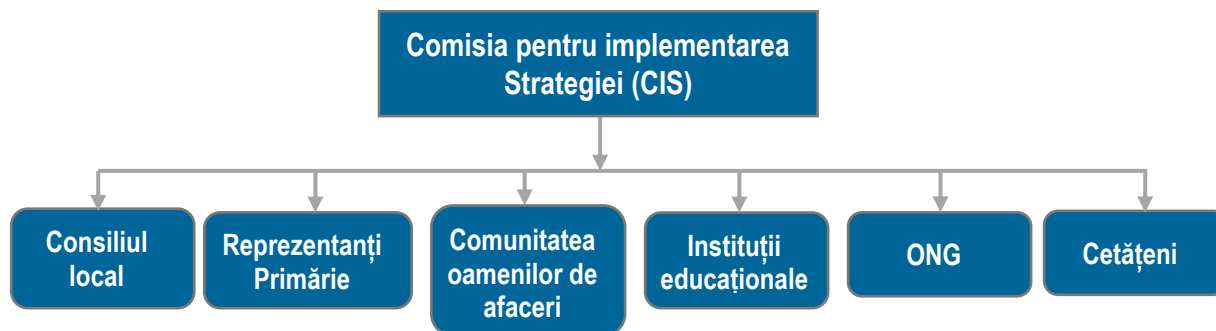 Comisia pentru implementarea
Strategiei (CIS)
Consiliul
local
Reprezentanți
Primărie
Comunitatea
oamenilor de
afaceri
Instituții
educaționale
ONG
Cetățeni